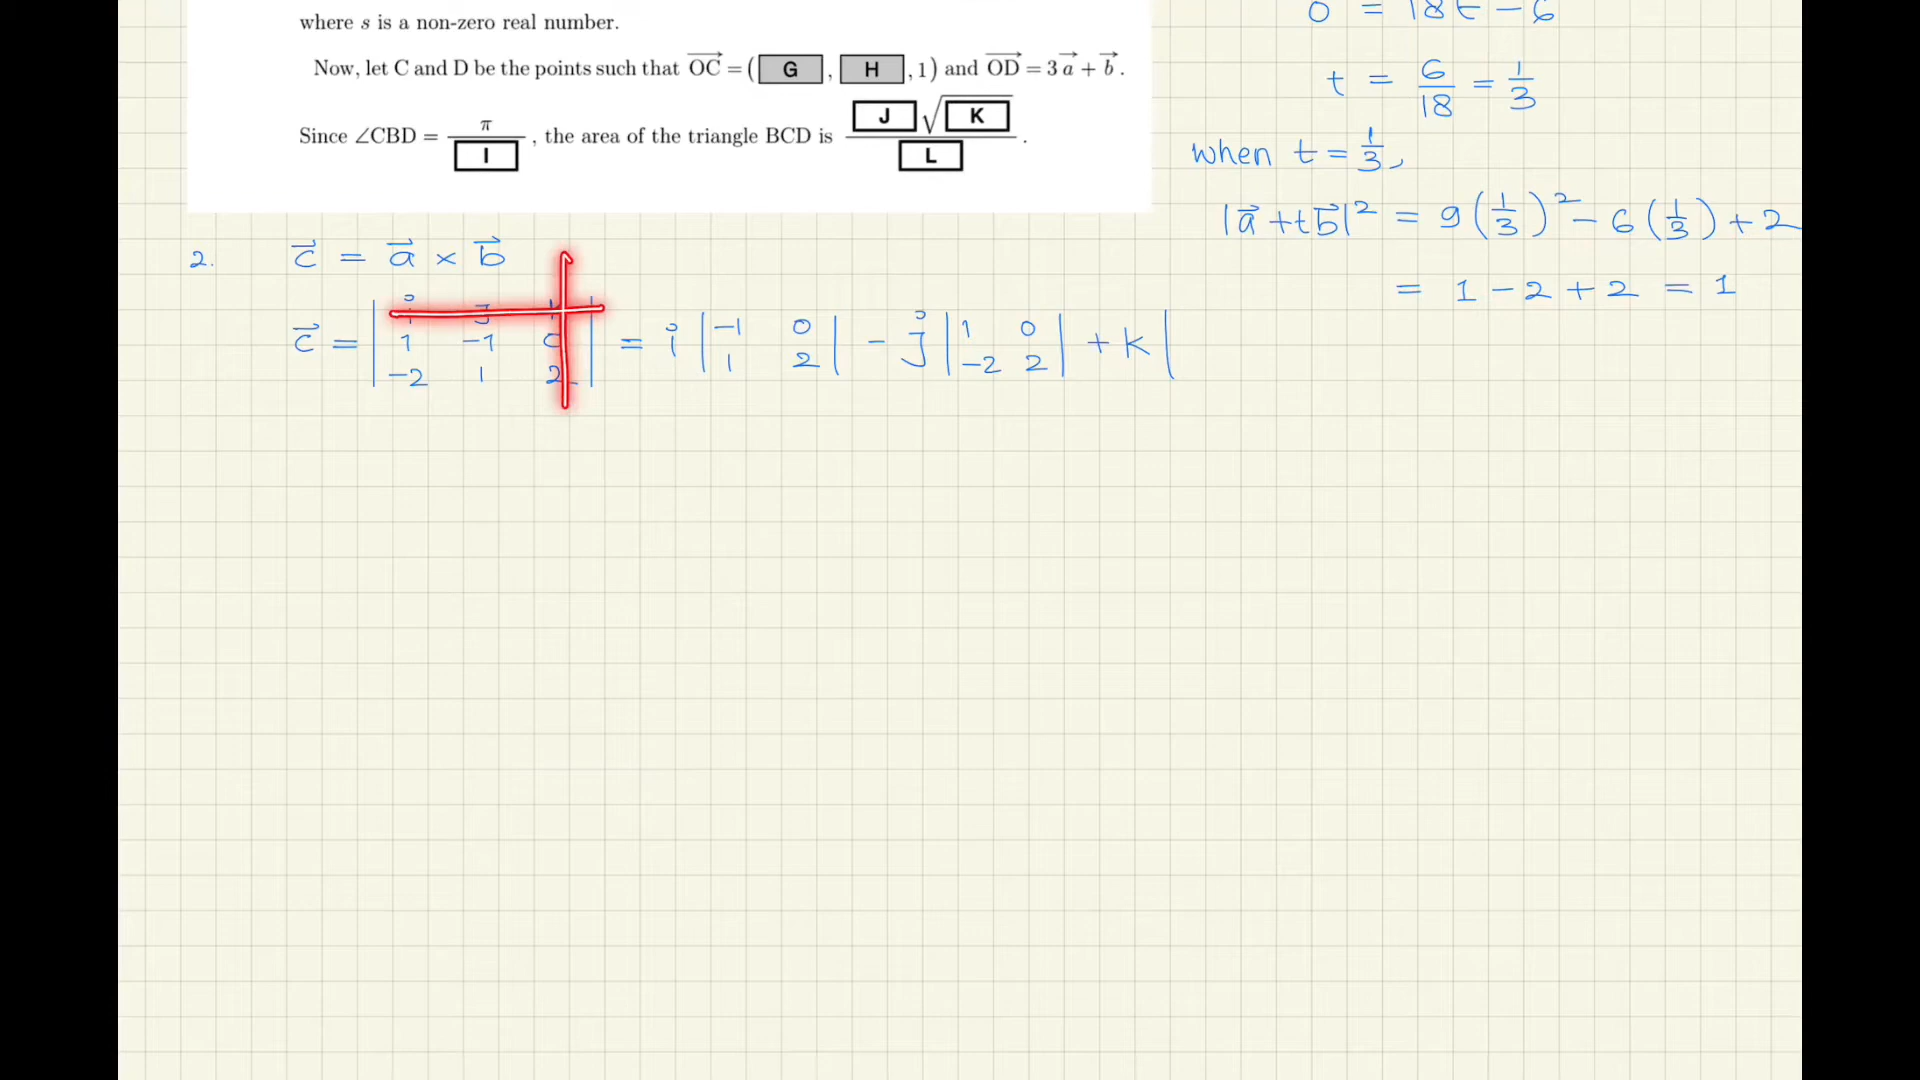 where s is a non-zero real number.
Now, let C and D be the points such that OC⃗ = ( G , H , 1) and OD⃗ = 3a⃗ + b⃗ .
Since ∠CBD = π / I , the area of the triangle BCD is J √K / L .
0 = 18t − 6
t = 6/18 = 1/3
when t = 1/3,
|a⃗ + tb⃗|² = 9(1/3)² − 6(1/3) + 2
= 1 − 2 + 2 = 1
2. c⃗ = a⃗ × b⃗
c⃗ = | i j k | = i | −1 0 | − j | 1 0 | + k |
| 1 −1 0 | | 1 2 | | −2 2 |
| −2 1 2 |